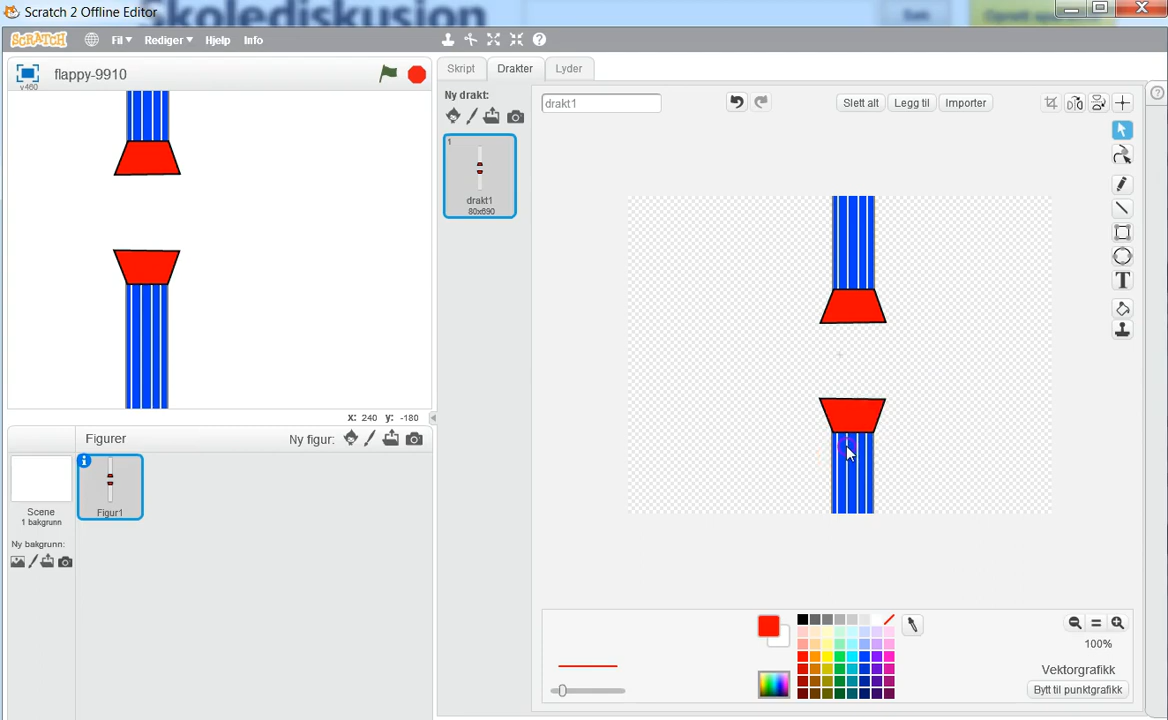 Scratch 2 Offline Editor
Skolediskusjon
SCRATCH
Fil
Rediger
Hjelp
Info
v460
flappy-9910
Skript
Drakter
Lyder
Ny drakt:
drakt1
Slett alt
Legg til
Importer
1
drakt1
80x690
T
x: 240 y: -180
Figurer
Ny figur:
Scene
1 bakgrunn
Figur1
Ny bakgrunn:
100%
Vektorgrafikk
Bytt til punktgrafikk